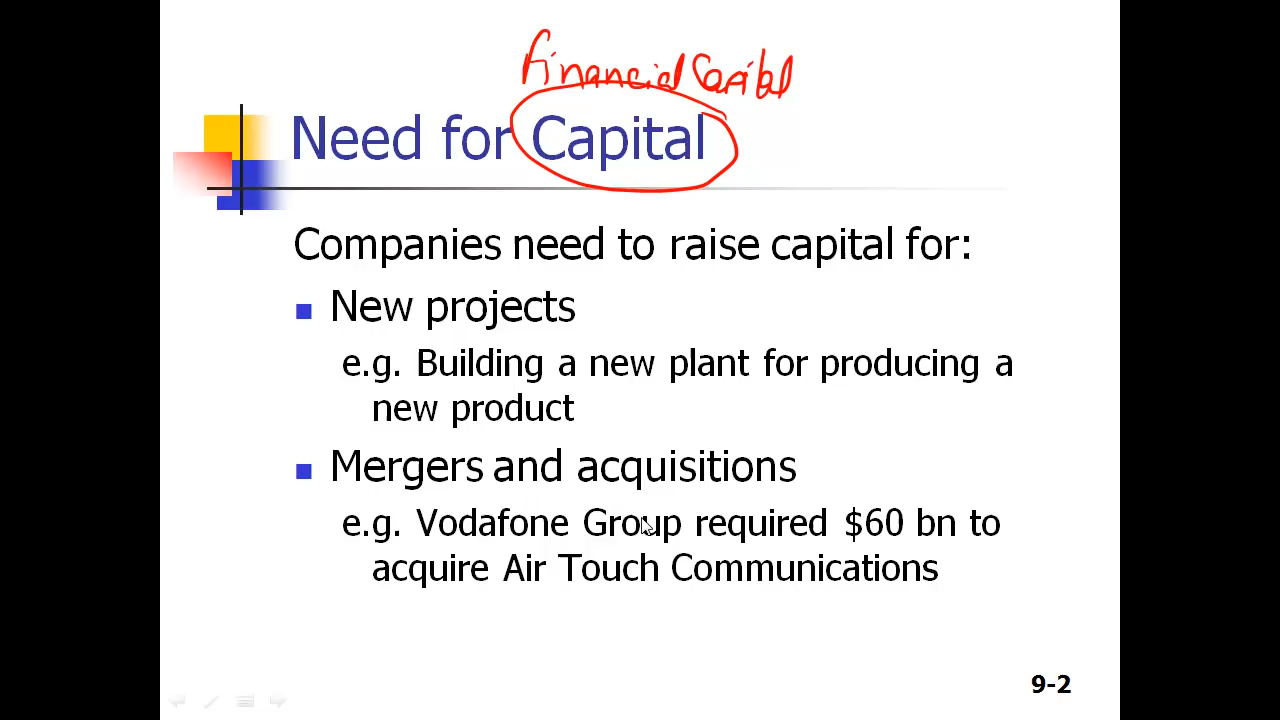 Financial Capital
Need for Capital
Companies need to raise capital for:
New projects
e.g. Building a new plant for producing a
new product
Mergers and acquisitions
e.g. Vodafone Group required $60 bn to
acquire Air Touch Communications
9-2